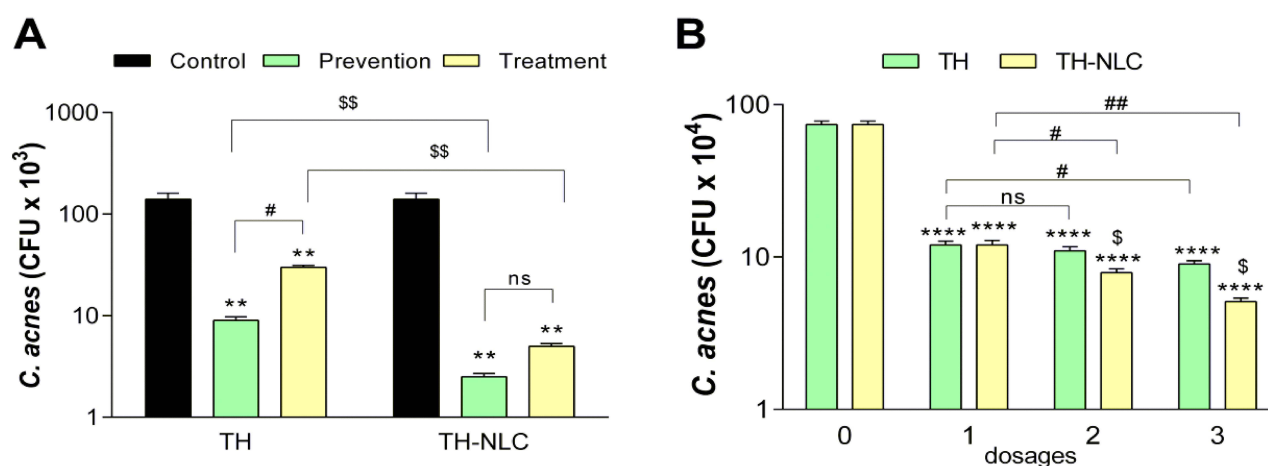 A
Control Prevention Treatment
C. acnes (CFU x 10³)
1000
100
10
1
$$
$$
#
ns
**
**
**
**
TH TH-NLC
B
TH TH-NLC
C. acnes (CFU x 10⁴)
100
10
1
##
#
#
ns
**** **** **** $ **** **** $ ****
0 1 2 3
dosages